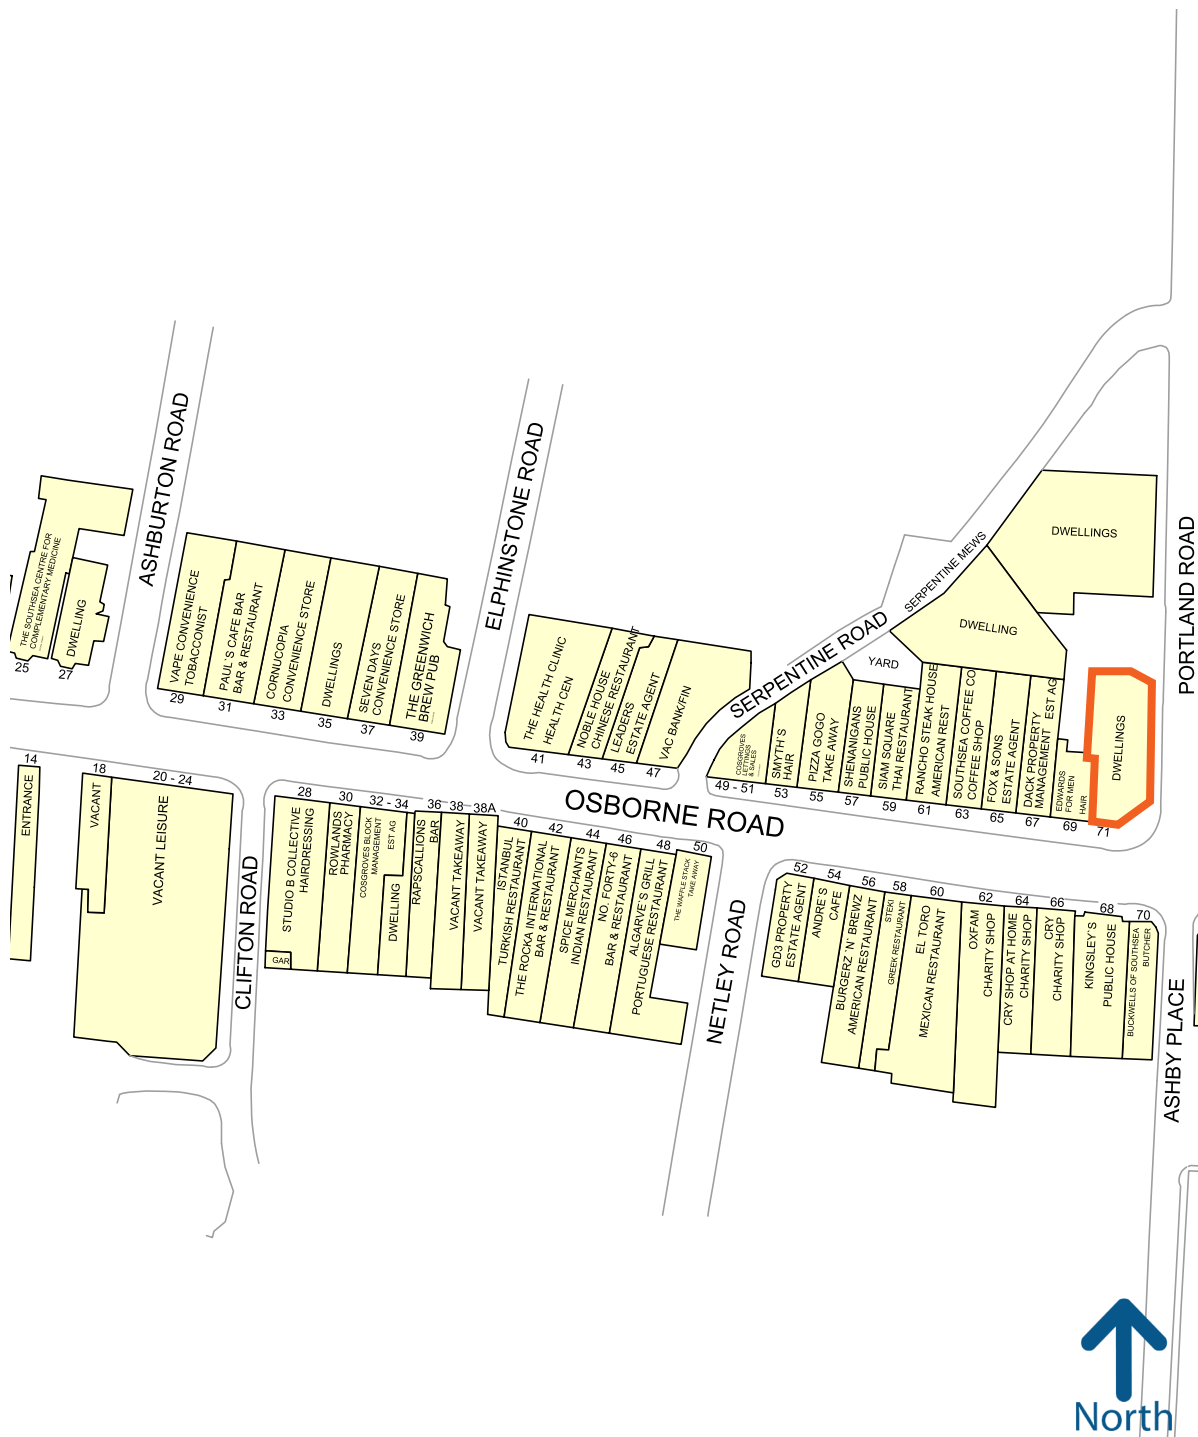 ASHBURTON ROAD
ELPHINSTONE ROAD
SERPENTINE ROAD
SERPENTINE MEWS
PORTLAND ROAD
OSBORNE ROAD
CLIFTON ROAD
NETLEY ROAD
ASHBY PLACE
THE SOUTHSEA CENTRE FOR
COMPLEMENTARY MEDICINE
25
DWELLING
27
VAPE CONVENIENCE
TOBACCONIST
29
PAUL'S CAFE BAR
BAR & RESTAURANT
31
CORNUCOPIA
CONVENIENCE STORE
33
DWELLINGS
35
SEVEN DAYS
CONVENIENCE STORE
37
THE GREENWICH
BREW PUB
39
THE HEALTH CLINIC
HEALTH CEN
41
NOBLE HOUSE
CHINESE RESTAURANT
43
LEADERS
ESTATE AGENT
45
VAC BANK/FIN
47
COSGROVES
LETTINGS
& SALES
49 - 51
SMYTH'S
HAIR
53
PIZZA GOGO
TAKE AWAY
55
SHENANIGANS
PUBLIC HOUSE
57
SIAM SQUARE
THAI RESTAURANT
59
RANCHO STEAK HOUSE
AMERICAN REST
61
SOUTHSEA COFFEE CO
COFFEE SHOP
63
FOX & SONS
ESTATE AGENT
65
DACK PROPERTY
MANAGEMENT EST AG
67
EDWARDS
FOR MEN
HAIR
69
DWELLINGS
71
YARD
DWELLING
DWELLINGS
14
ENTRANCE
18
VACANT
20 - 24
VACANT LEISURE
28
STUDIO B COLLECTIVE
HAIRDRESSING
GAR
30
ROWLANDS
PHARMACY
32 - 34
COSGROVES BLOCK
MANAGEMENT
EST AG
DWELLING
36
RAPSCALLIONS
BAR
38
VACANT TAKEAWAY
38A
VACANT TAKEAWAY
40
ISTANBUL
TURKISH RESTAURANT
42
THE ROCKA INTERNATIONAL
BAR & RESTAURANT
44
SPICE MERCHANTS
INDIAN RESTAURANT
46
NO. FORTY-6
BAR & RESTAURANT
48
ALGARVE'S GRILL
PORTUGUESE RESTAURANT
50
THE WAFFLE STACK
TAKE AWAY
52
GD3 PROPERTY
ESTATE AGENT
54
ANDRE'S
CAFE
56
BURGERZ 'N' BREWZ
AMERICAN RESTAURANT
58
STEKI
GREEK RESTAURANT
60
EL TORO
MEXICAN RESTAURANT
62
OXFAM
CHARITY SHOP
64
CRY SHOP AT HOME
CHARITY SHOP
66
CRY
CHARITY SHOP
68
KINGSLEY'S
PUBLIC HOUSE
70
BUCKWELLS OF SOUTHSEA
BUTCHER
North